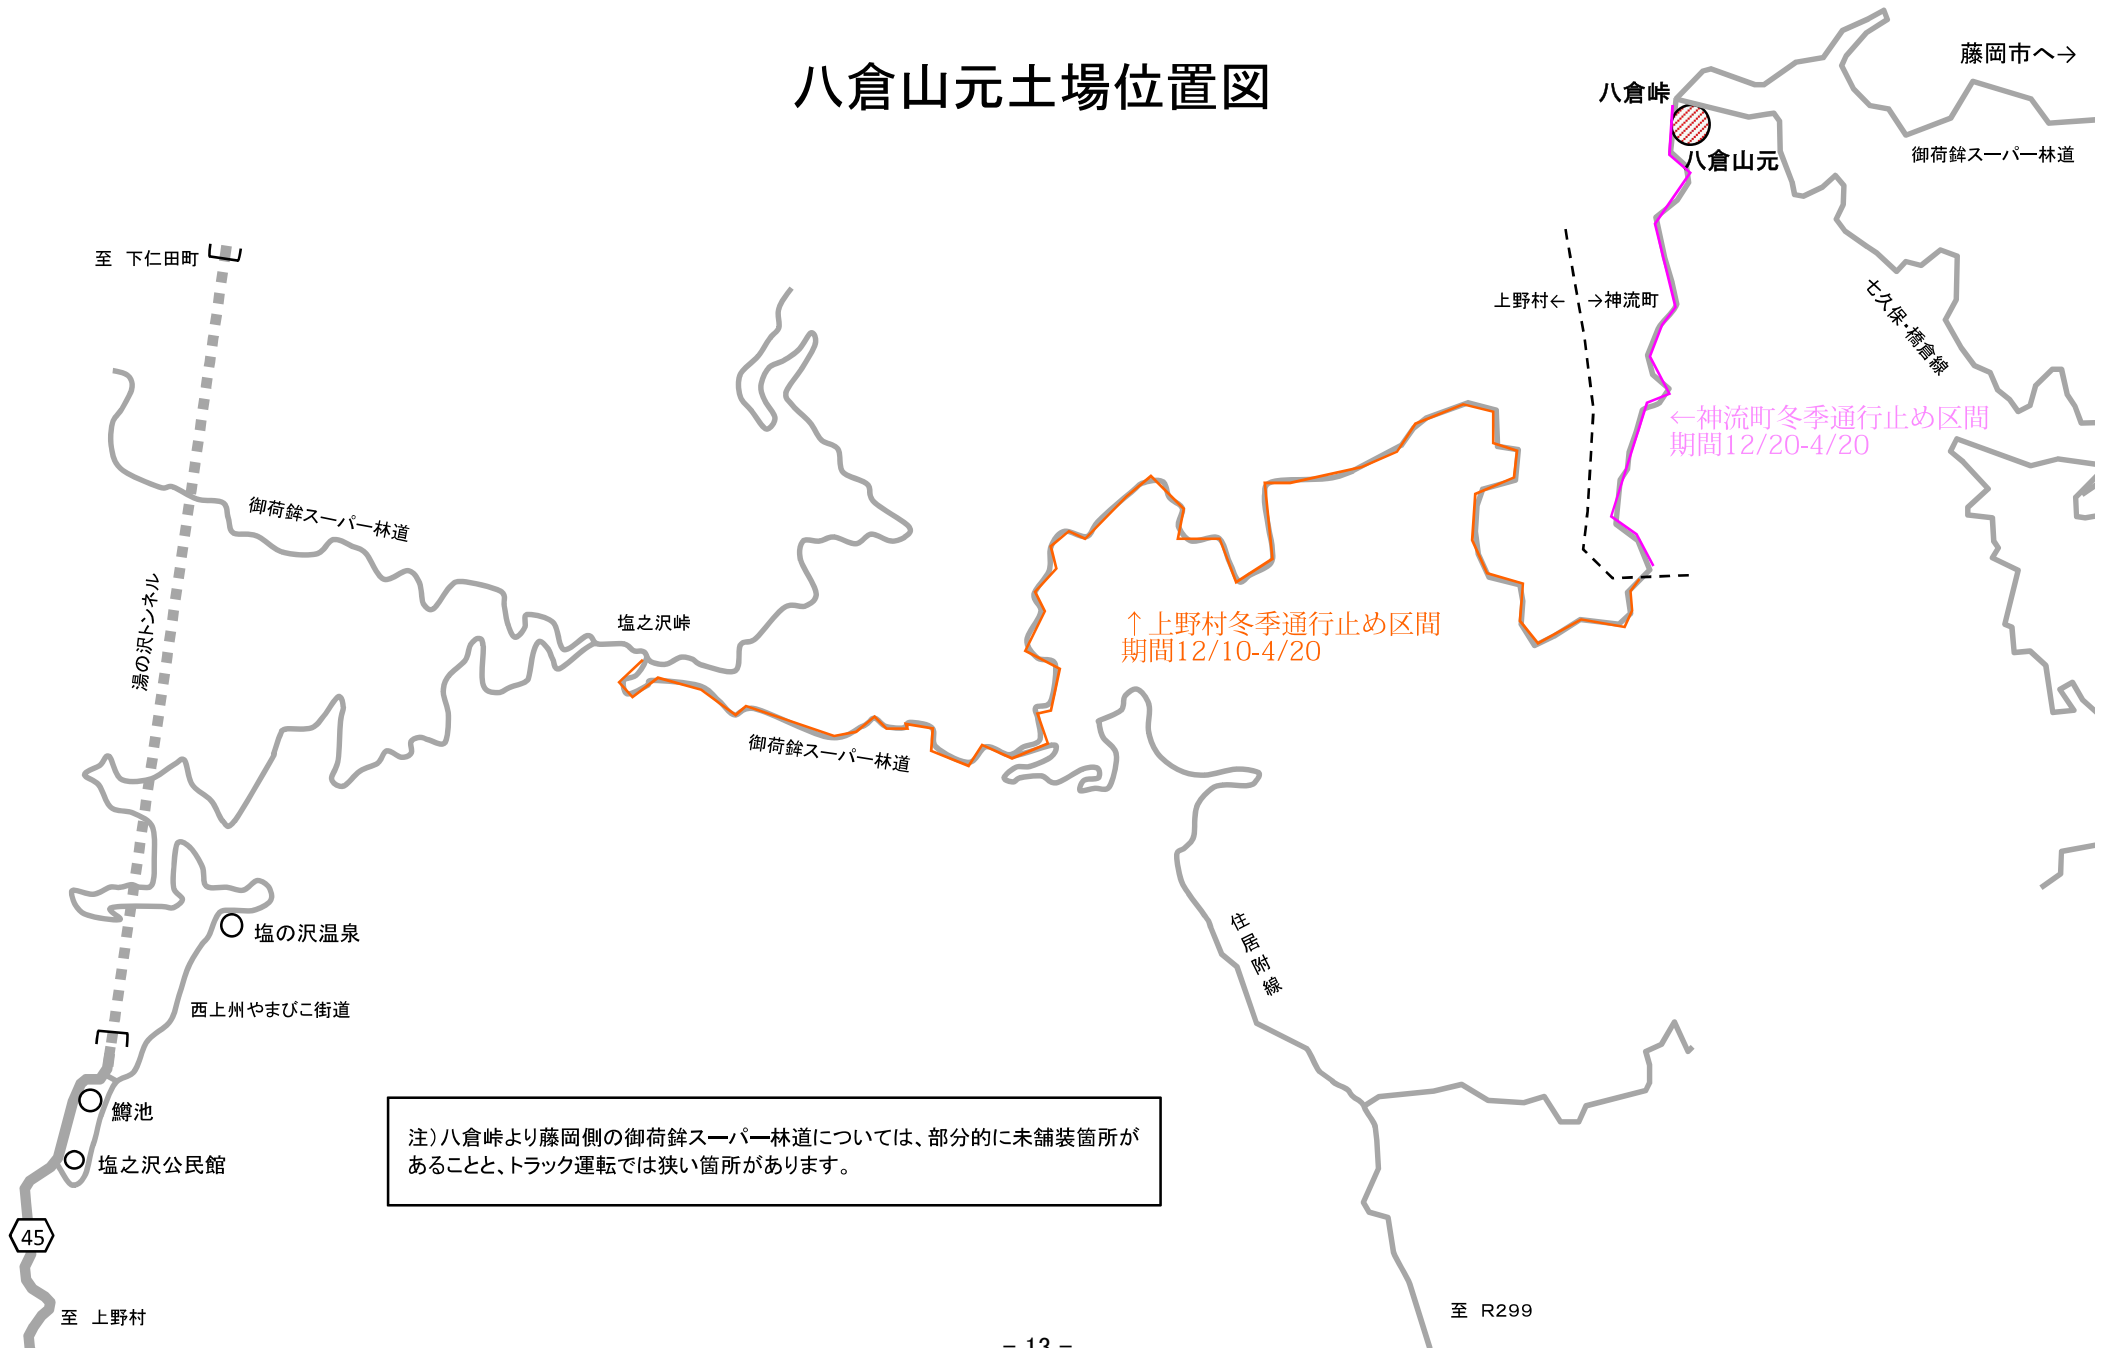 八倉山元土場位置図
藤岡市へ→
八倉峠
八倉山元
御荷鉾スーパー林道
至　下仁田町
上野村←　→神流町
七久保・橋倉線
←神流町冬季通行止め区間
期間12/20-4/20
御荷鉾スーパー林道
湯の沢トンネル
塩之沢峠
↑上野村冬季通行止め区間
期間12/10-4/20
御荷鉾スーパー林道
住居附線
塩の沢温泉
西上州やまびこ街道
鱒池
塩之沢公民館
注）八倉峠より藤岡側の御荷鉾スーパー林道については、部分的に未舗装箇所が
あることと、トラック運転では狭い箇所があります。
45
至　上野村
至　R299
- 13 -